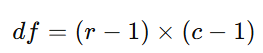 df = (r − 1) × (c − 1)